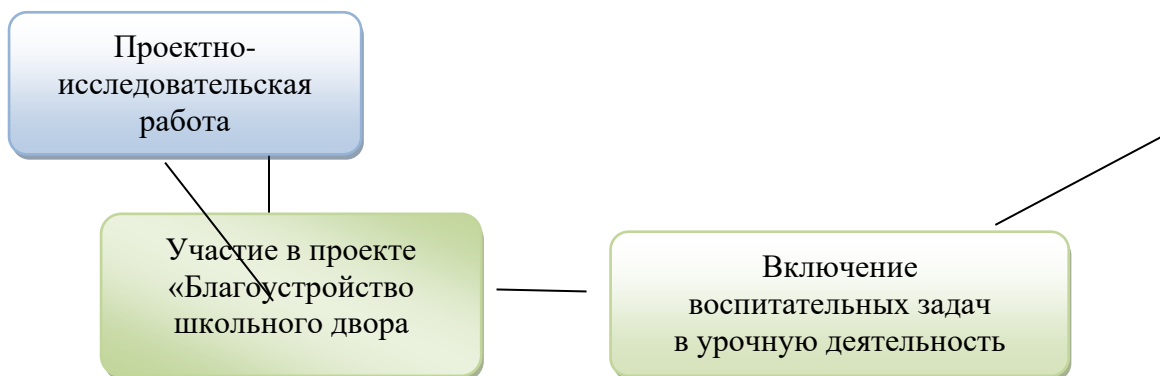 Проектно-
исследовательская
работа
Участие в проекте
«Благоустройство
школьного двора
Включение
воспитательных задач
в урочную деятельность